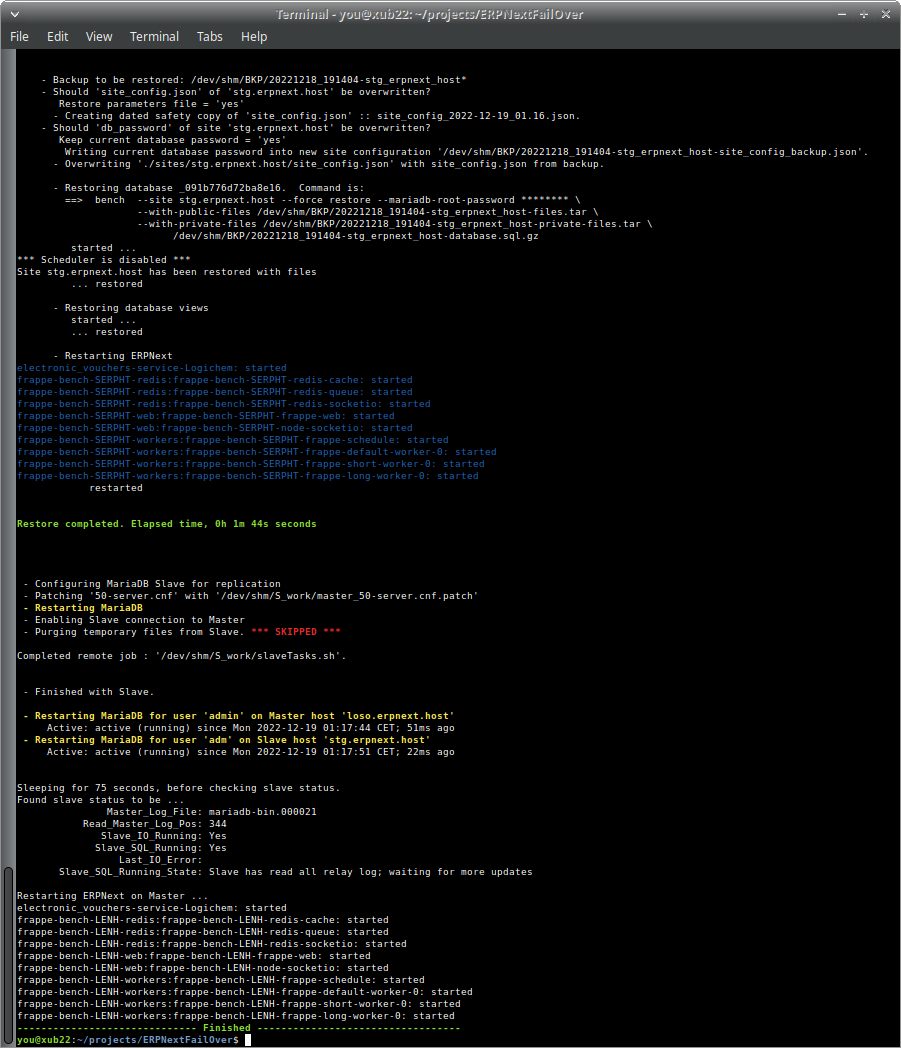 Terminal - you@xub22: ~/projects/ERPNextFailOver
File Edit View Terminal Tabs Help
- Backup to be restored: /dev/shm/BKP/20221218_191404-stg_erpnext_host*
- Should 'site_config.json' of 'stg.erpnext.host' be overwritten?
Restore parameters file = 'yes'
- Creating dated safety copy of 'site_config.json' :: site_config_2022-12-19_01.16.json.
- Should 'db_password' of site 'stg.erpnext.host' be overwritten?
Keep current database password = 'yes'
Writing current database password into new site configuration '/dev/shm/BKP/20221218_191404-stg_erpnext_host-site_config_backup.json'.
- Overwriting './sites/stg.erpnext.host/site_config.json' with site_config.json from backup.
- Restoring database _091b776d72ba8e16.  Command is:
==>  bench  --site stg.erpnext.host --force restore --mariadb-root-password ******** \
--with-public-files /dev/shm/BKP/20221218_191404-stg_erpnext_host-files.tar \
--with-private-files /dev/shm/BKP/20221218_191404-stg_erpnext_host-private-files.tar \
/dev/shm/BKP/20221218_191404-stg_erpnext_host-database.sql.gz
started ...
*** Scheduler is disabled ***
Site stg.erpnext.host has been restored with files
... restored
- Restoring database views
started ...
... restored
- Restarting ERPNext
electronic_vouchers-service-Logichem: started
frappe-bench-SERPHT-redis:frappe-bench-SERPHT-redis-cache: started
frappe-bench-SERPHT-redis:frappe-bench-SERPHT-redis-queue: started
frappe-bench-SERPHT-redis:frappe-bench-SERPHT-redis-socketio: started
frappe-bench-SERPHT-web:frappe-bench-SERPHT-frappe-web: started
frappe-bench-SERPHT-web:frappe-bench-SERPHT-node-socketio: started
frappe-bench-SERPHT-workers:frappe-bench-SERPHT-frappe-schedule: started
frappe-bench-SERPHT-workers:frappe-bench-SERPHT-frappe-default-worker-0: started
frappe-bench-SERPHT-workers:frappe-bench-SERPHT-frappe-short-worker-0: started
frappe-bench-SERPHT-workers:frappe-bench-SERPHT-frappe-long-worker-0: started
restarted
Restore completed. Elapsed time, 0h 1m 44s seconds
- Configuring MariaDB Slave for replication
- Patching '50-server.cnf' with '/dev/shm/S_work/master_50-server.cnf.patch'
- Restarting MariaDB
- Enabling Slave connection to Master
- Purging temporary files from Slave. *** SKIPPED ***
Completed remote job : '/dev/shm/S_work/slaveTasks.sh'.
- Finished with Slave.
- Restarting MariaDB for user 'admin' on Master host 'loso.erpnext.host'
Active: active (running) since Mon 2022-12-19 01:17:44 CET; 51ms ago
- Restarting MariaDB for user 'adm' on Slave host 'stg.erpnext.host'
Active: active (running) since Mon 2022-12-19 01:17:51 CET; 22ms ago
Sleeping for 75 seconds, before checking slave status.
Found slave status to be ...
Master_Log_File: mariadb-bin.000021
Read_Master_Log_Pos: 344
Slave_IO_Running: Yes
Slave_SQL_Running: Yes
Last_IO_Error:
Slave_SQL_Running_State: Slave has read all relay log; waiting for more updates
Restarting ERPNext on Master ...
electronic_vouchers-service-Logichem: started
frappe-bench-LENH-redis:frappe-bench-LENH-redis-cache: started
frappe-bench-LENH-redis:frappe-bench-LENH-redis-queue: started
frappe-bench-LENH-redis:frappe-bench-LENH-redis-socketio: started
frappe-bench-LENH-web:frappe-bench-LENH-frappe-web: started
frappe-bench-LENH-web:frappe-bench-LENH-node-socketio: started
frappe-bench-LENH-workers:frappe-bench-LENH-frappe-schedule: started
frappe-bench-LENH-workers:frappe-bench-LENH-frappe-default-worker-0: started
frappe-bench-LENH-workers:frappe-bench-LENH-frappe-short-worker-0: started
frappe-bench-LENH-workers:frappe-bench-LENH-frappe-long-worker-0: started
------------------------------ Finished ----------------------------------
you@xub22:~/projects/ERPNextFailOver$